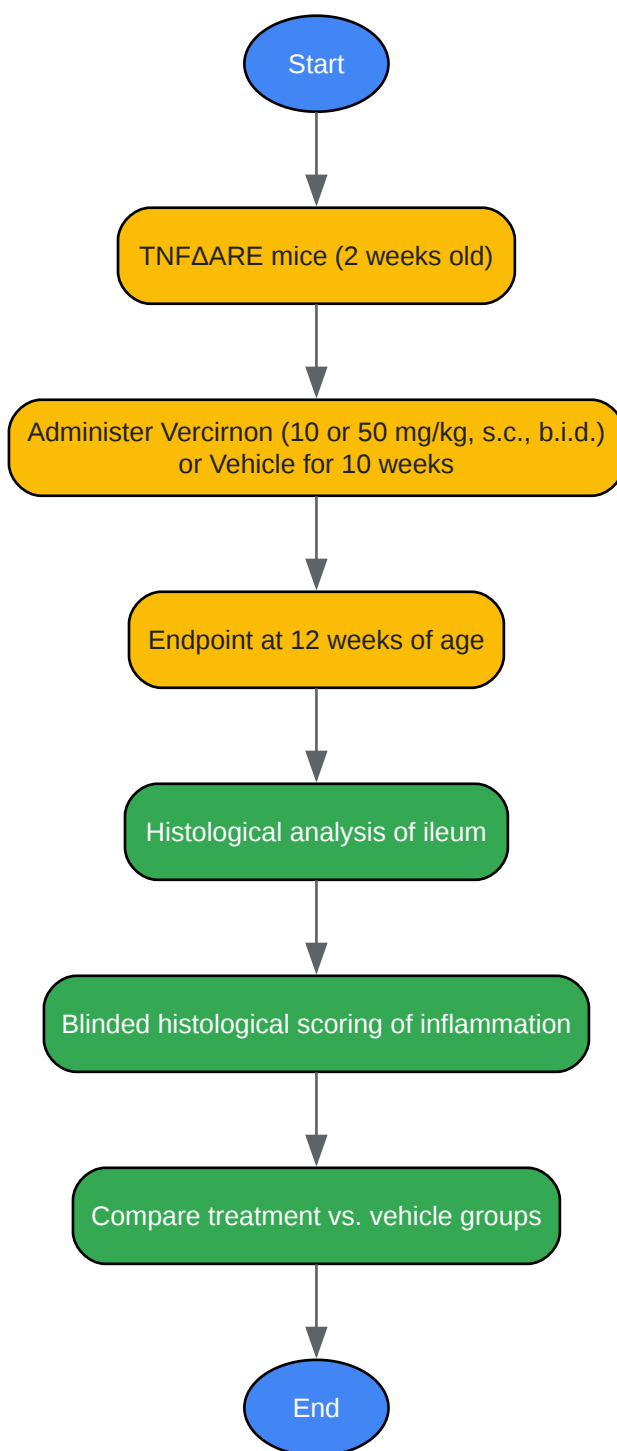 Start
TNFΔARE mice (2 weeks old)
Administer Vercirnon (10 or 50 mg/kg, s.c., b.i.d.)
or Vehicle for 10 weeks
Endpoint at 12 weeks of age
Histological analysis of ileum
Blinded histological scoring of inflammation
Compare treatment vs. vehicle groups
End